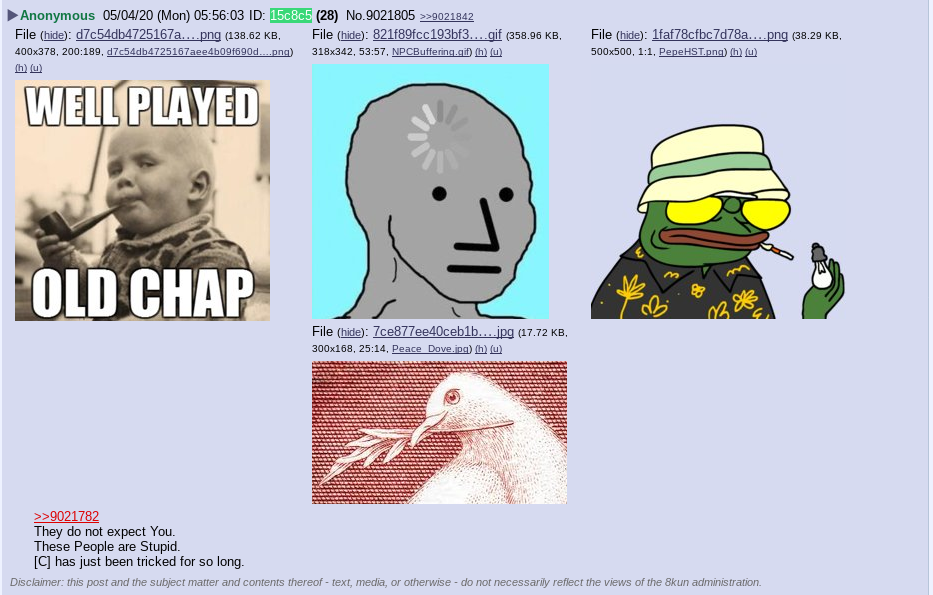 ▶Anonymous 05/04/20 (Mon) 05:56:03 ID: 15c8c5 (28) No.9021805 >>9021842
File (hide): d7c54db4725167a….png (138.62 KB,
400x378, 200:189, d7c54db4725167aee4b09f690d….png)
(h) (u)
WELL PLAYED
OLD CHAP
File (hide): 821f89fcc193bf3….gif (358.96 KB,
318x342, 53:57, NPCBuffering.gif) (h) (u)
File (hide): 1faf78cfbc7d78a….png (38.29 KB,
500x500, 1:1, PepeHST.png) (h) (u)
File (hide): 7ce877ee40ceb1b….jpg (17.72 KB,
300x168, 25:14, Peace_Dove.jpg) (h) (u)
>>9021782
They do not expect You.
These People are Stupid.
[C] has just been tricked for so long.
Disclaimer: this post and the subject matter and contents thereof - text, media, or otherwise - do not necessarily reflect the views of the 8kun administration.